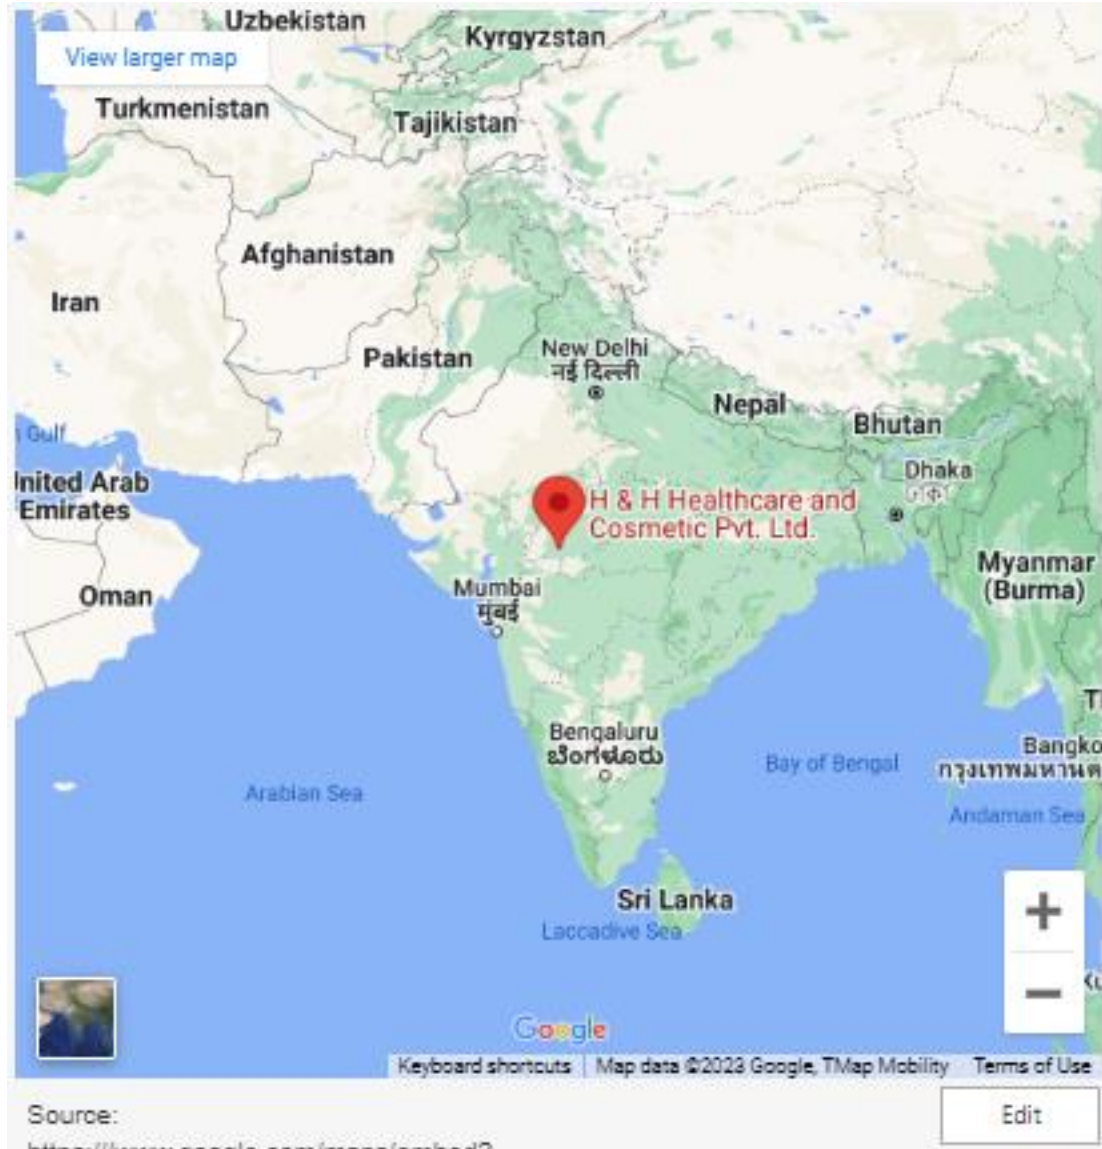 Uzbekistan
Kyrgyzstan
View larger map
Turkmenistan
Tajikistan
Afghanistan
Iran
Pakistan
New Delhi
नई दिल्ली
Nepal
Bhutan
Gulf
Dhaka
United Arab
Emirates
H & H Healthcare and
Cosmetic Pvt. Ltd.
Myanmar
(Burma)
Oman
Mumbai
मुंबई
Bengaluru
ಬೆಂಗಳೂರು
Bay of Bengal
Bangko
กรุงเทพมหานค
Arabian Sea
Andaman Sea
Sri Lanka
Laccadive Sea
+
−
Google
Keyboard shortcuts
Map data ©2023 Google, TMap Mobility
Terms of Use
Source:
Edit